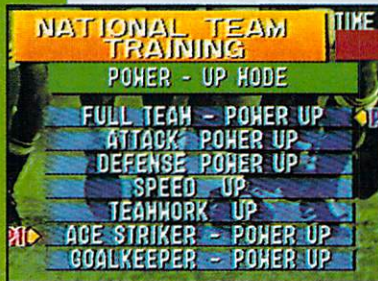 NATIONAL TEAM
TRAINING
TIME
POWER - UP MODE
FULL TEAM - POWER UP
ATTACK POWER UP
DEFENSE POWER UP
SPEED UP
TEAMWORK UP
ACE STRIKER - POWER UP
GOALKEEPER - POWER UP